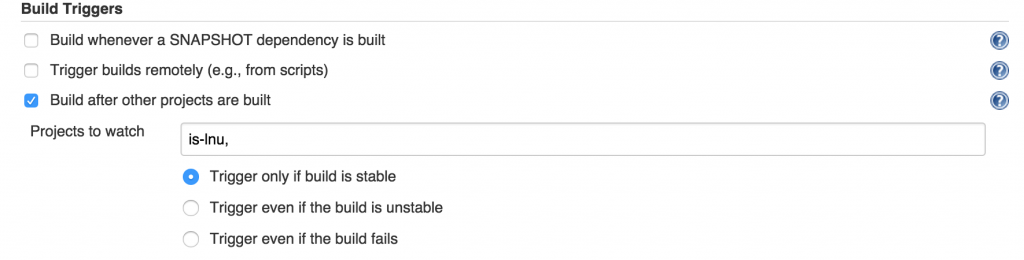 Build Triggers
Build whenever a SNAPSHOT dependency is built
Trigger builds remotely (e.g., from scripts)
Build after other projects are built
Projects to watch
is-lnu,
Trigger only if build is stable
Trigger even if the build is unstable
Trigger even if the build fails